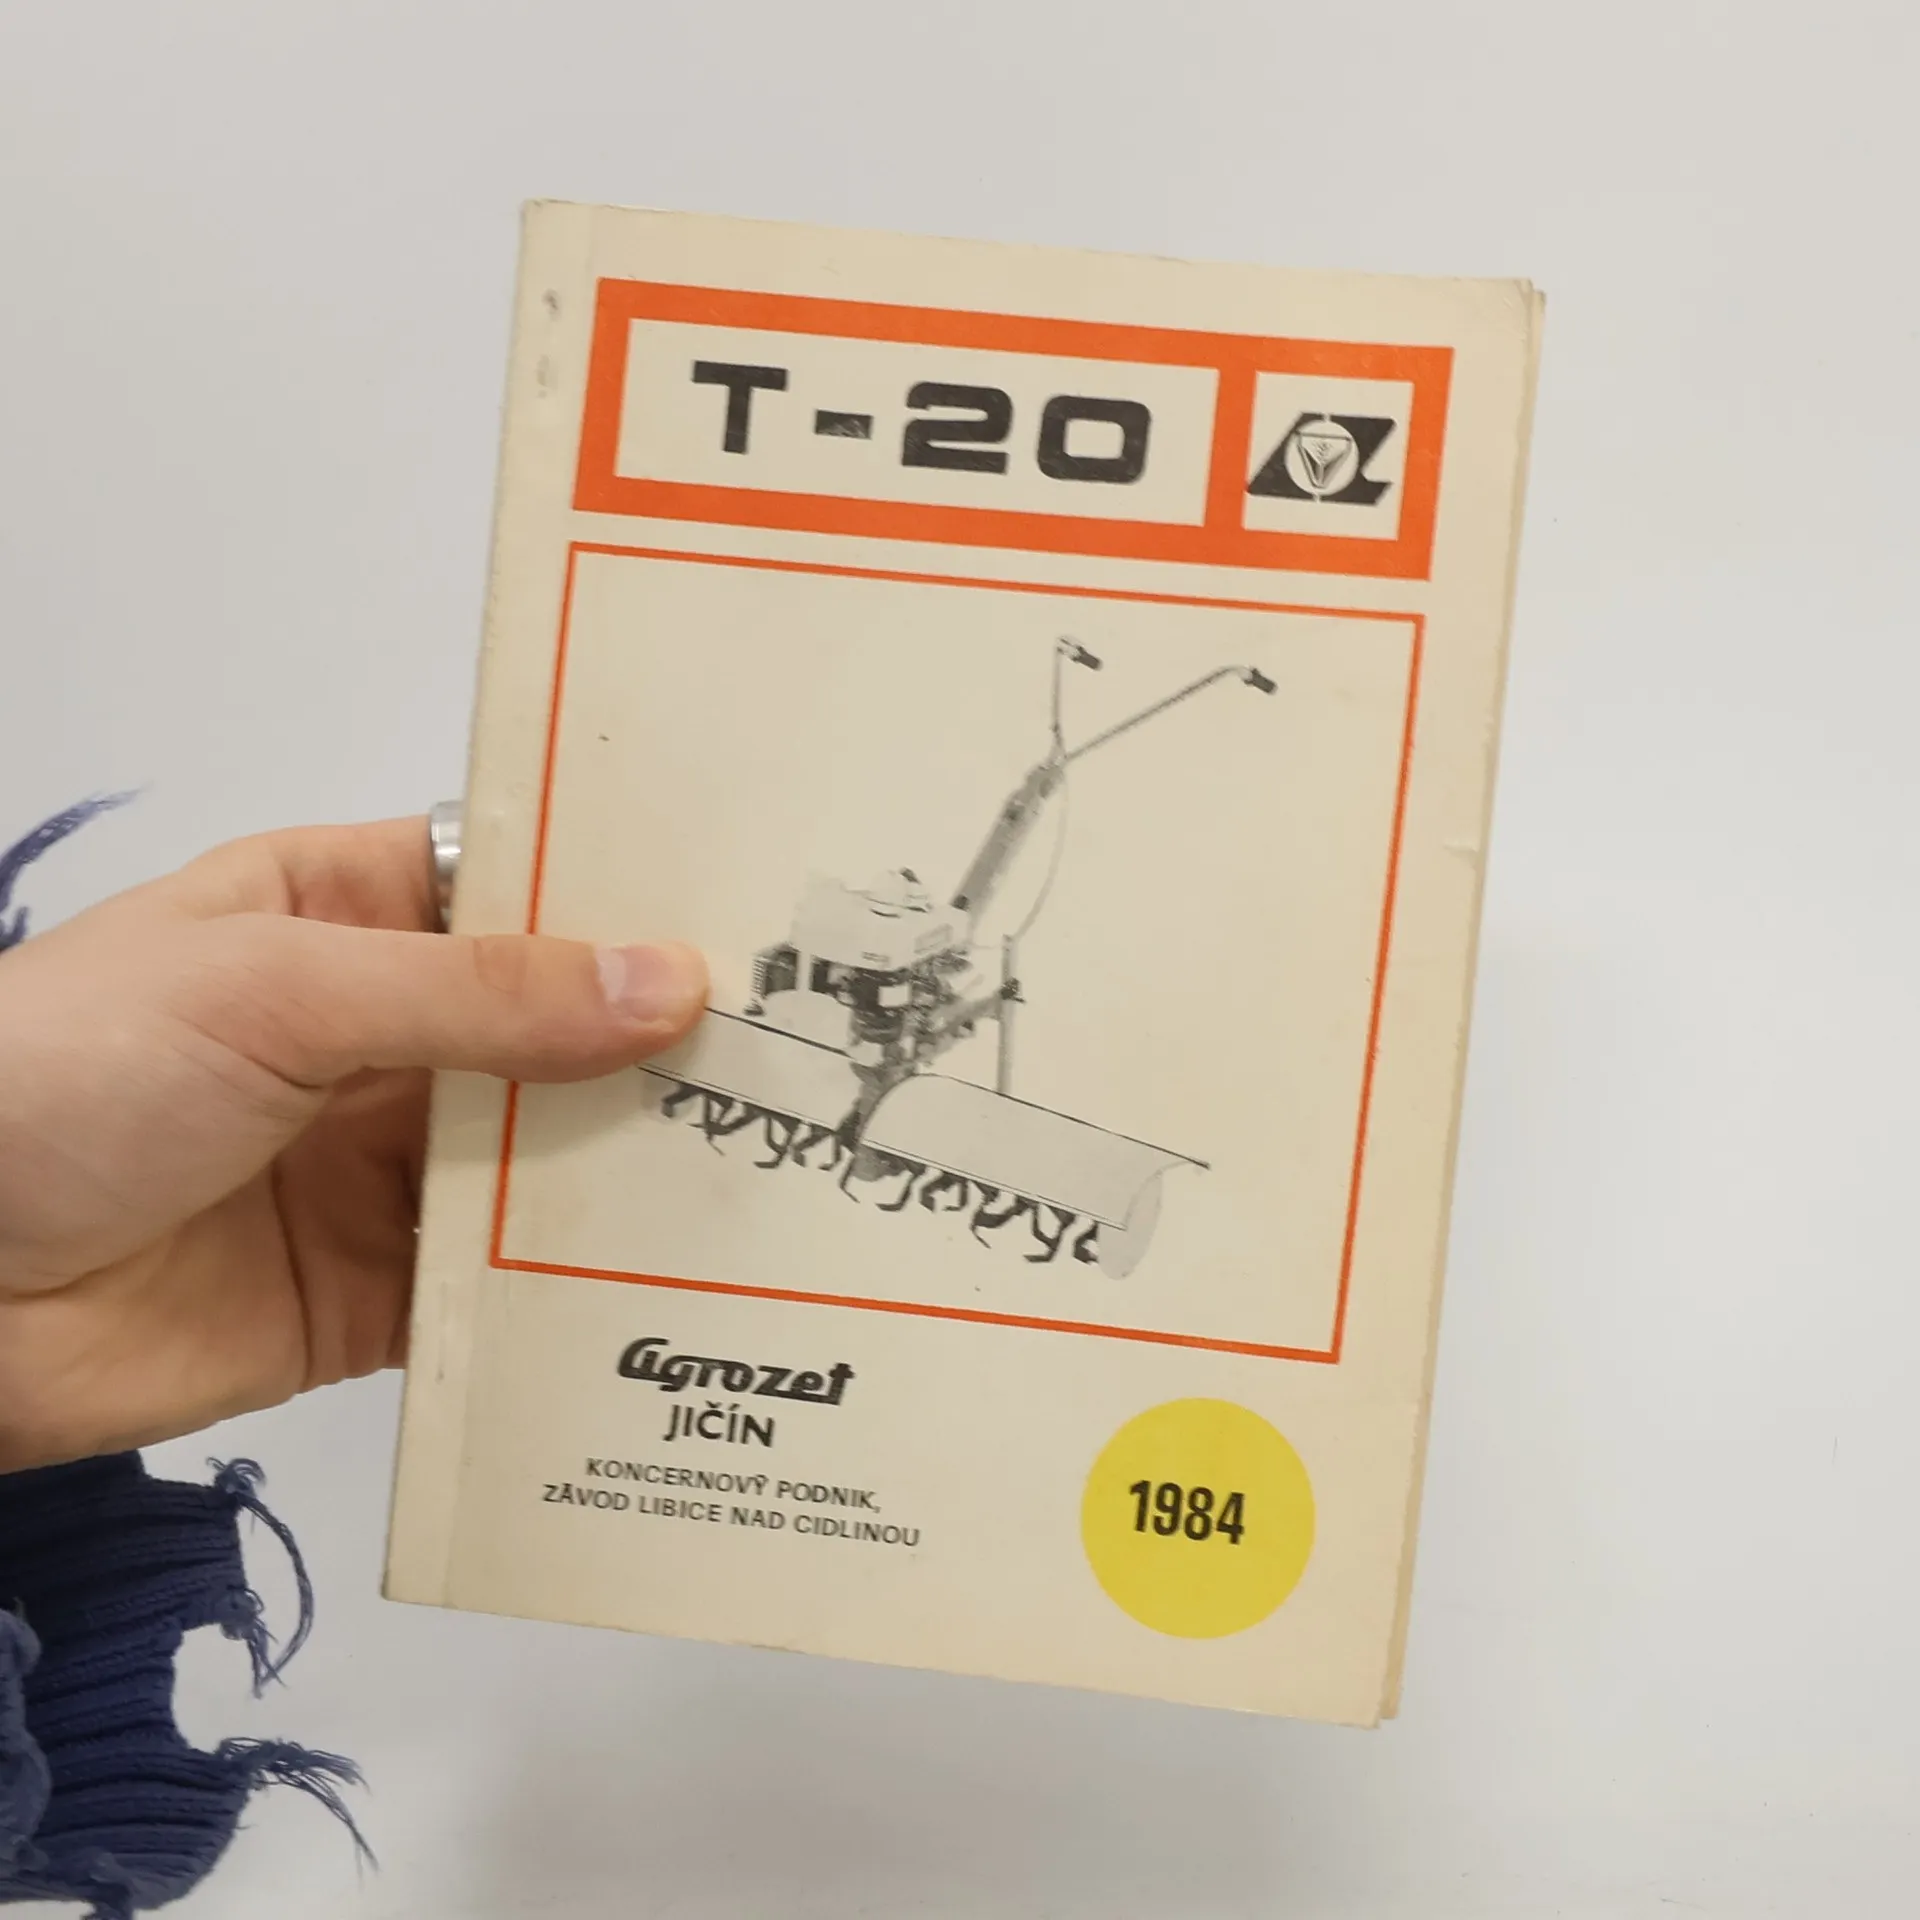 T-20
Agrozet
JIČÍN
KONCERNOVÝ PODNIK,
ZÁVOD LIBICE NAD CIDLINOU
1984